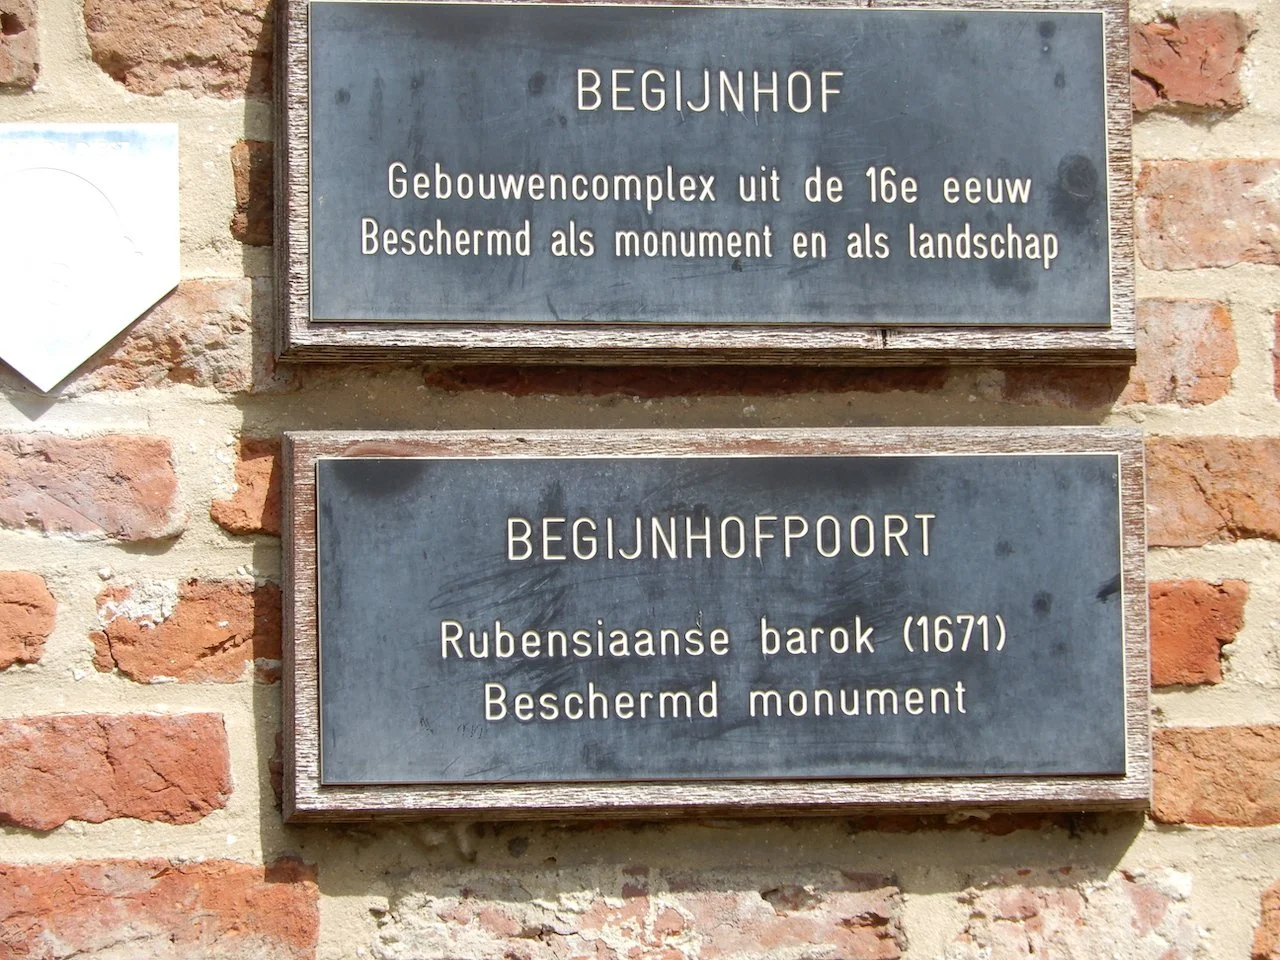 BEGIJNHOF
Gebouwencomplex uit de 16e eeuw
Beschermd als monument en als landschap
BEGIJNHOFPOORT
Rubensiaanse barok (1671)
Beschermd monument